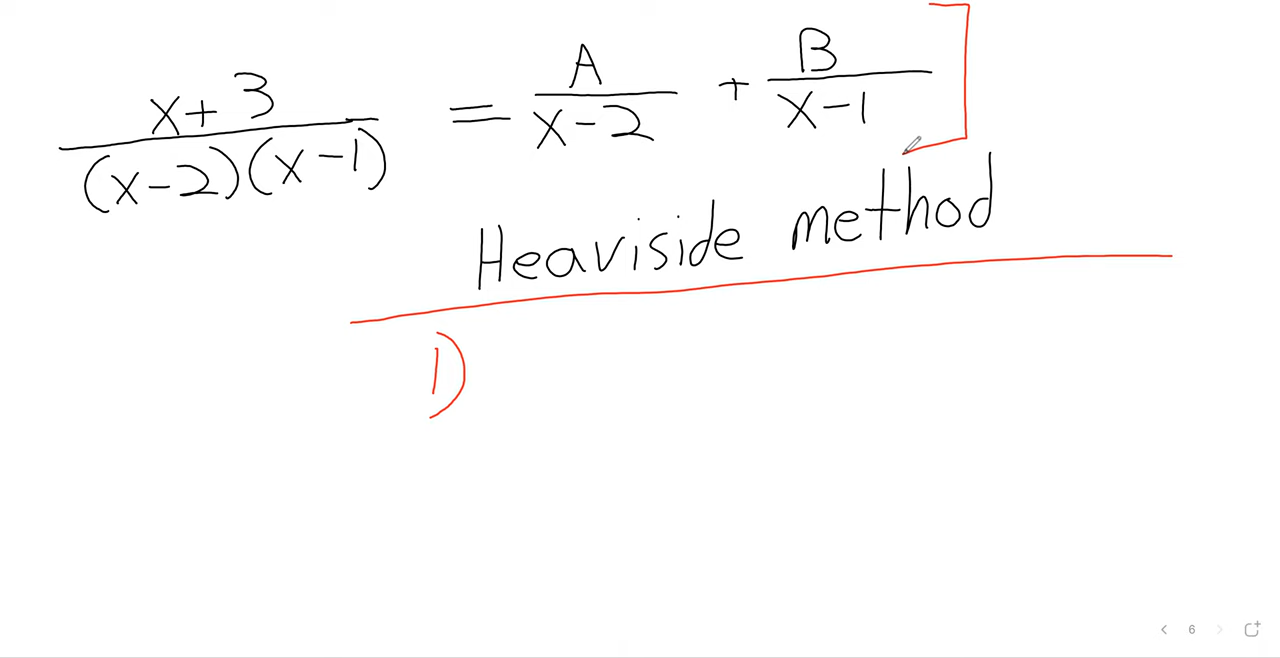 x+3/(x-2)(x-1) = A/x-2 + B/x-1 ]
Heaviside method
1)
< 6 >